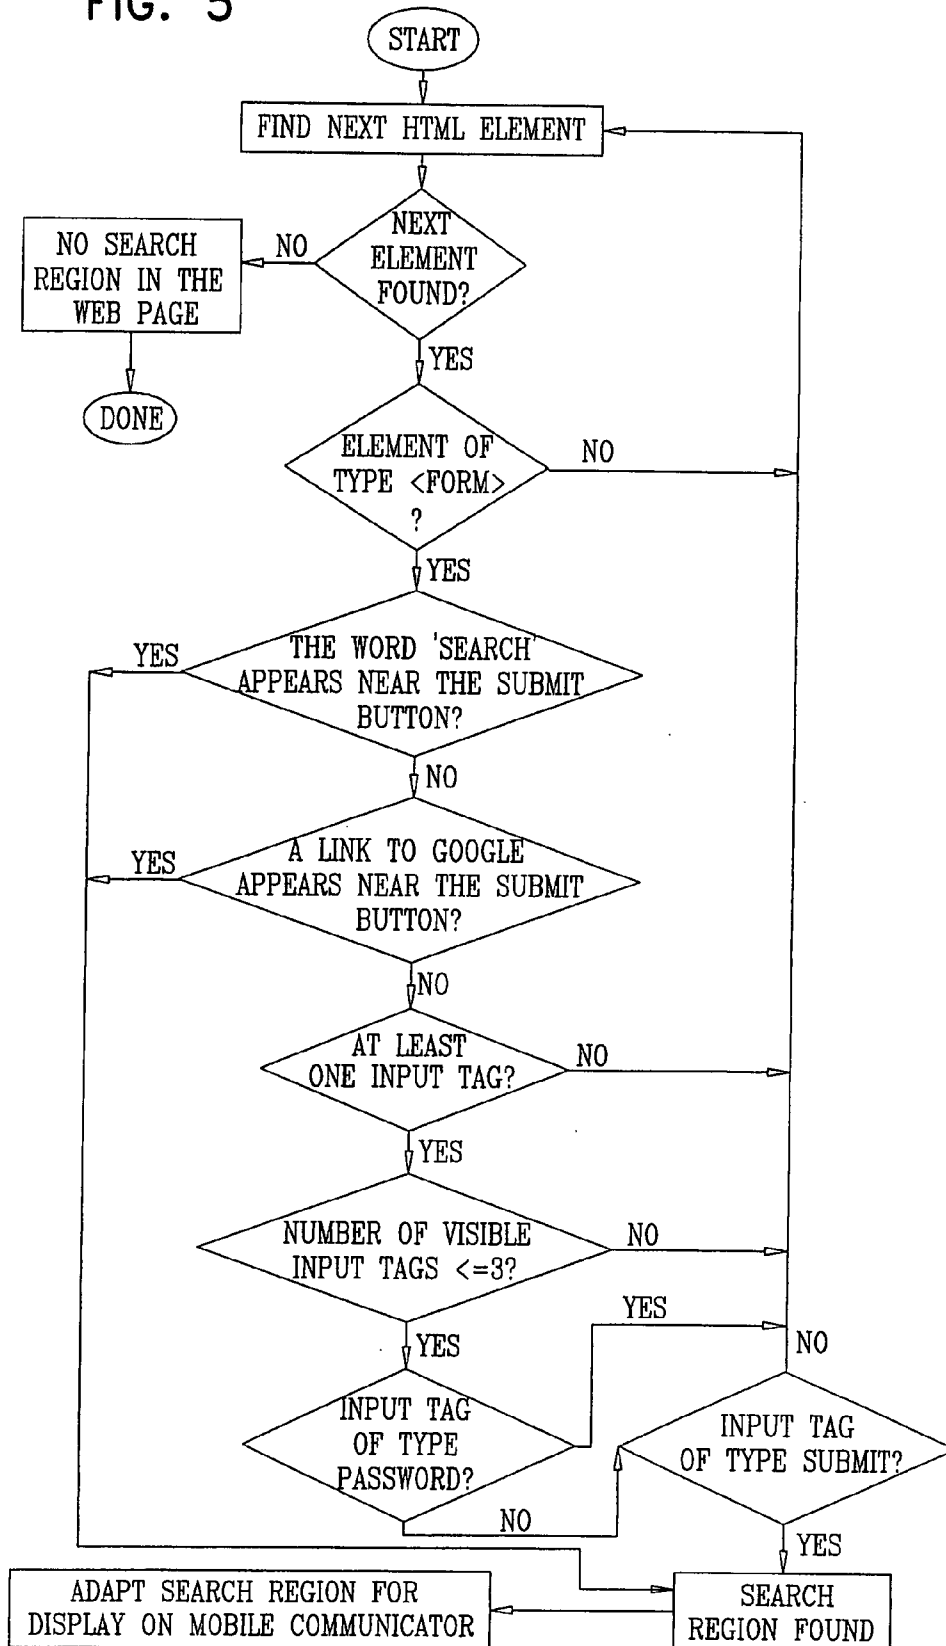 FIG. 5
START
FIND NEXT HTML ELEMENT
NEXT
ELEMENT
FOUND?
NO
NO SEARCH
REGION IN THE
WEB PAGE
DONE
YES
ELEMENT OF
TYPE <FORM>
?
NO
YES
THE WORD 'SEARCH'
APPEARS NEAR THE SUBMIT
BUTTON?
YES
NO
A LINK TO GOOGLE
APPEARS NEAR THE SUBMIT
BUTTON?
YES
NO
AT LEAST
ONE INPUT TAG?
NO
YES
NUMBER OF VISIBLE
INPUT TAGS <=3?
NO
YES
INPUT TAG
OF TYPE
PASSWORD?
YES
NO
INPUT TAG
OF TYPE SUBMIT?
NO
YES
SEARCH
REGION FOUND
ADAPT SEARCH REGION FOR
DISPLAY ON MOBILE COMMUNICATOR